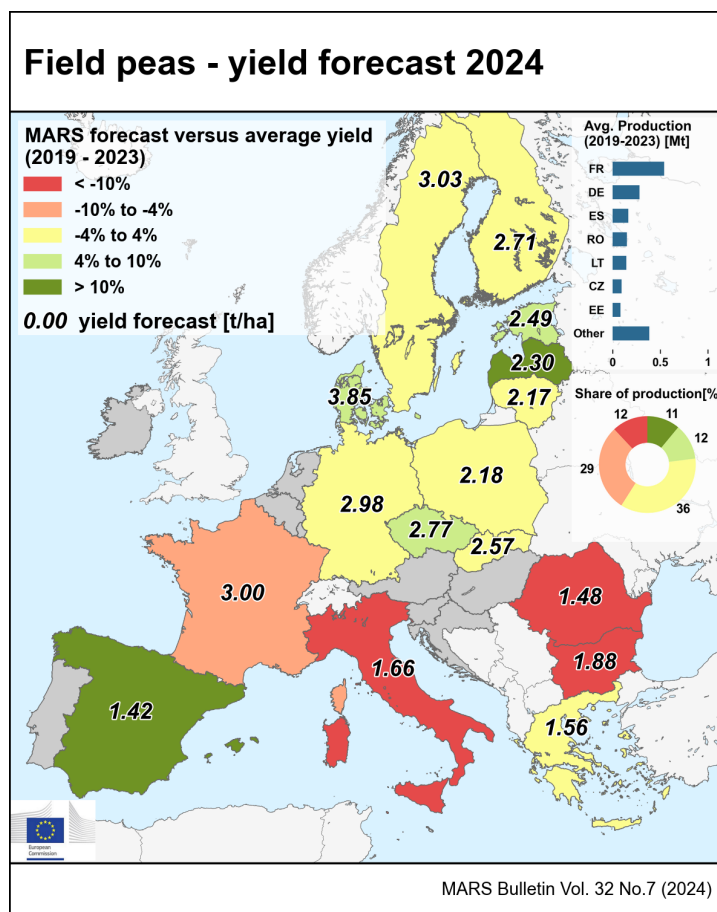 Field peas - yield forecast 2024
MARS forecast versus average yield
(2019 - 2023)
< -10%
-10% to -4%
-4% to 4%
4% to 10%
> 10%
0.00 yield forecast [t/ha]
Avg. Production
(2019-2023) [Mt]
FR
DE
ES
RO
LT
CZ
EE
Other
0 0.5 1
Share of production[%
12 11
12
29
36
3.03
2.71
2.49
2.30
2.17
3.85
2.18
2.98
2.77
2.57
3.00
1.48
1.88
1.66
1.42
1.56
European
Commission
MARS Bulletin Vol. 32 No.7 (2024)